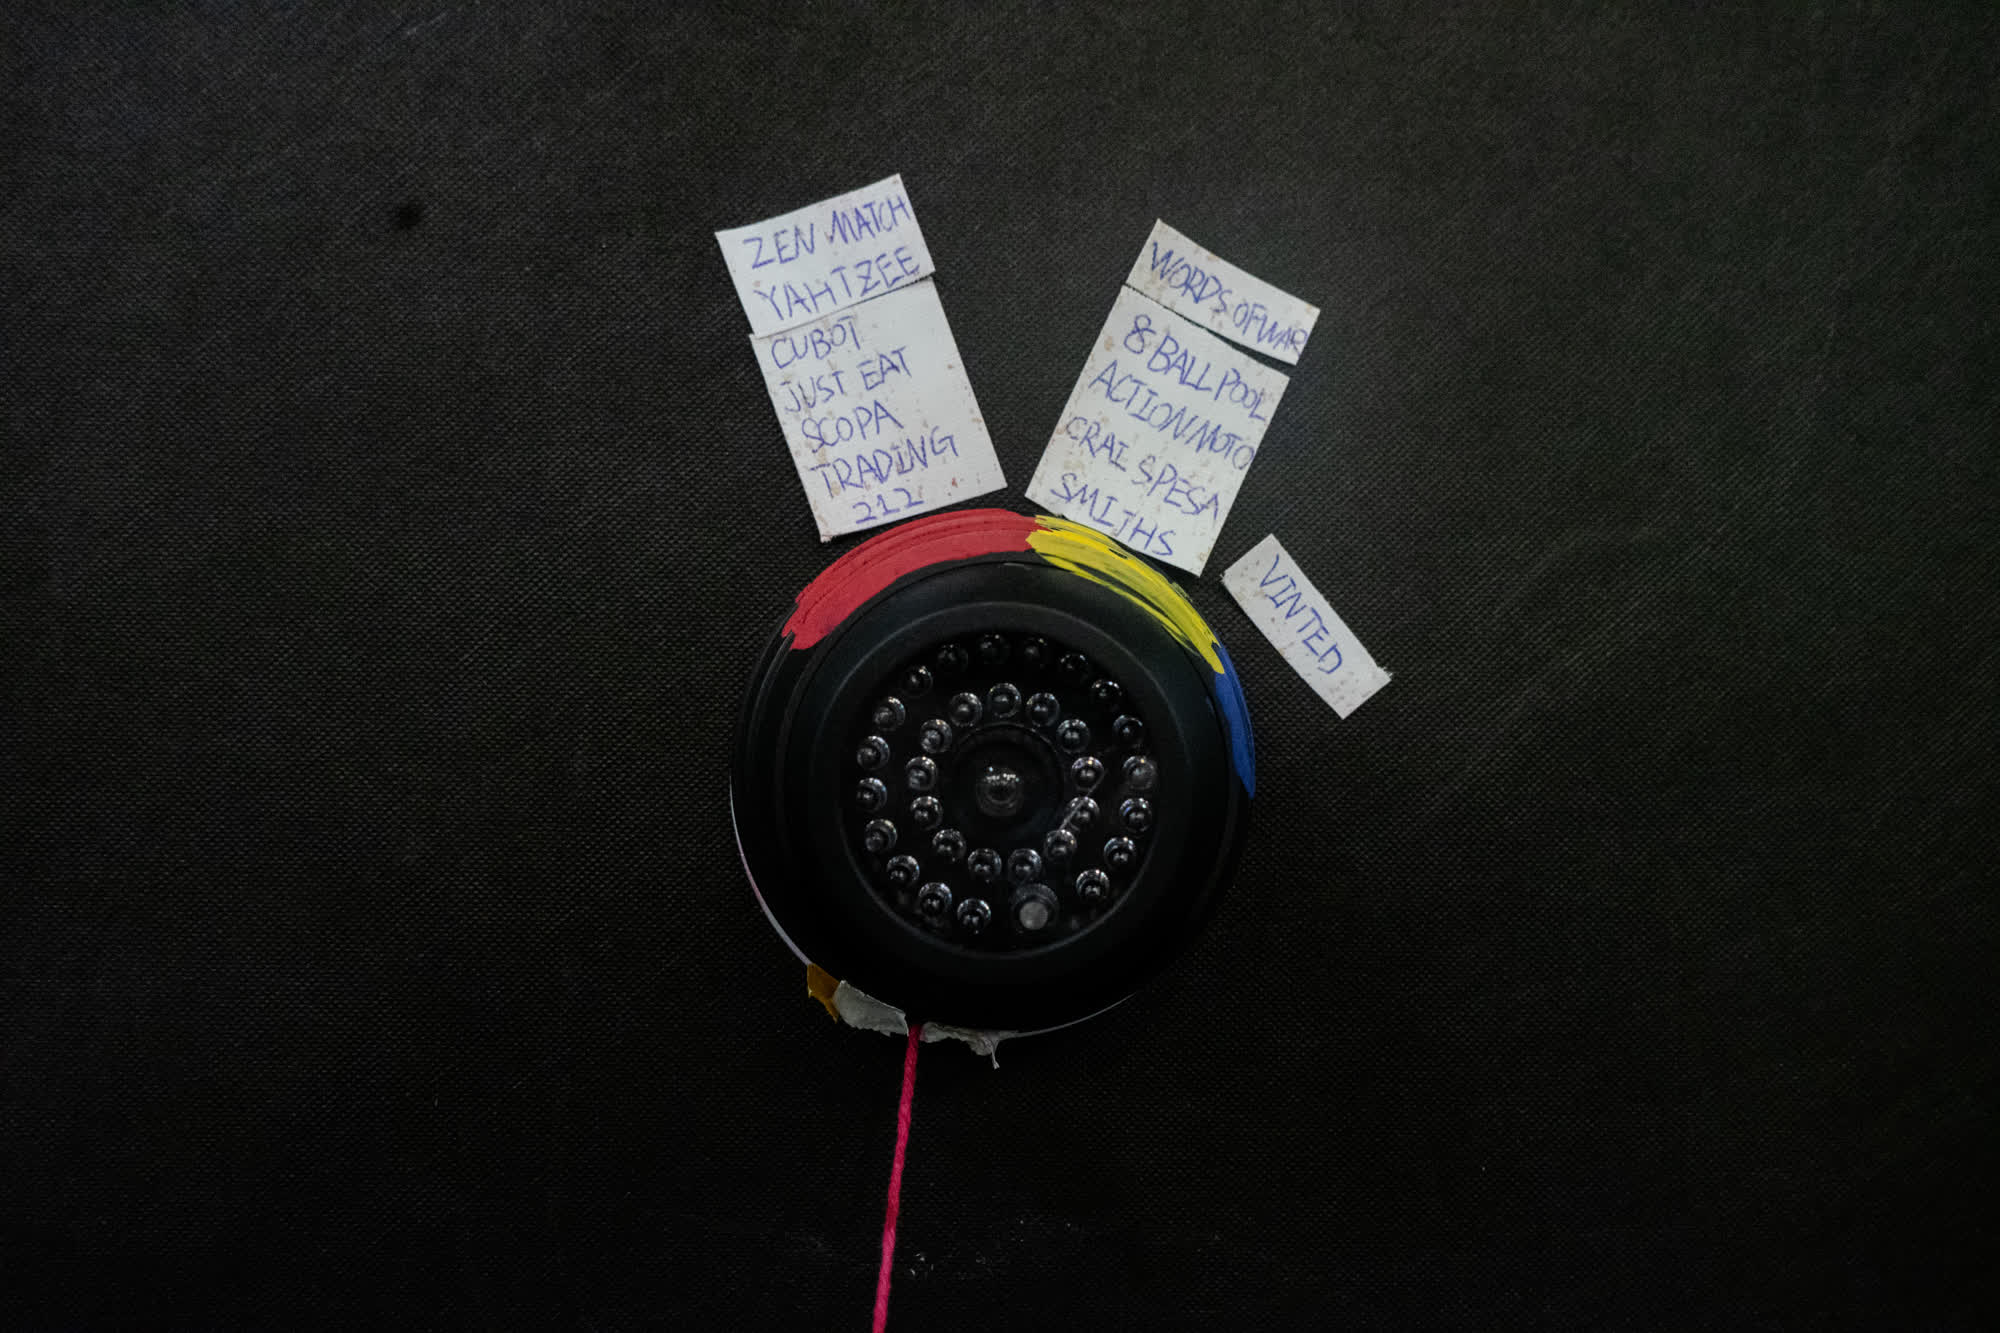 ZEN MATCH
YAHTZEE
CUBOT
JUST EAT
SCOPA
TRADING
212
WORDS OF WAR
8 BALL POOL
ACTION MOTO
CRAI SPESA
SMIJHS
VINTED